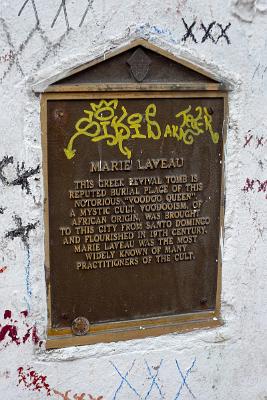 XXX
MARIE LAVEAU
THIS GREEK REVIVAL TOMB IS
REPUTED BURIAL PLACE OF THIS
NOTORIOUS "VOODOO QUEEN".
A MYSTIC CULT, VOODOOISM, OF
AFRICAN ORIGIN, WAS BROUGHT
TO THIS CITY FROM SANTO DOMINGO
AND FLOURISHED IN 19TH CENTURY.
MARIE LAVEAU WAS THE MOST
WIDELY KNOWN OF MANY
PRACTITIONERS OF THE CULT.
XXX